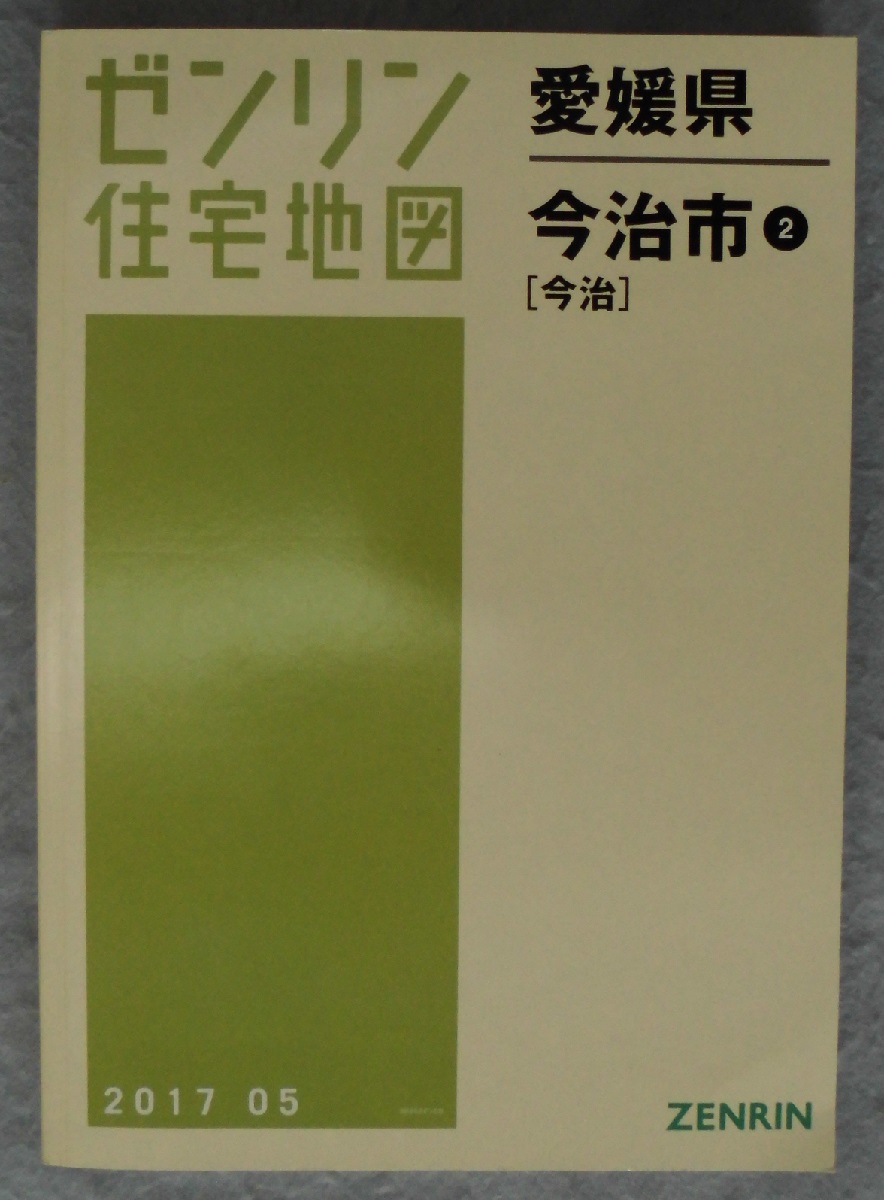 ゼンリン
住宅地図
愛媛県
今治市❷
[今治]
2017 05
ZENRIN